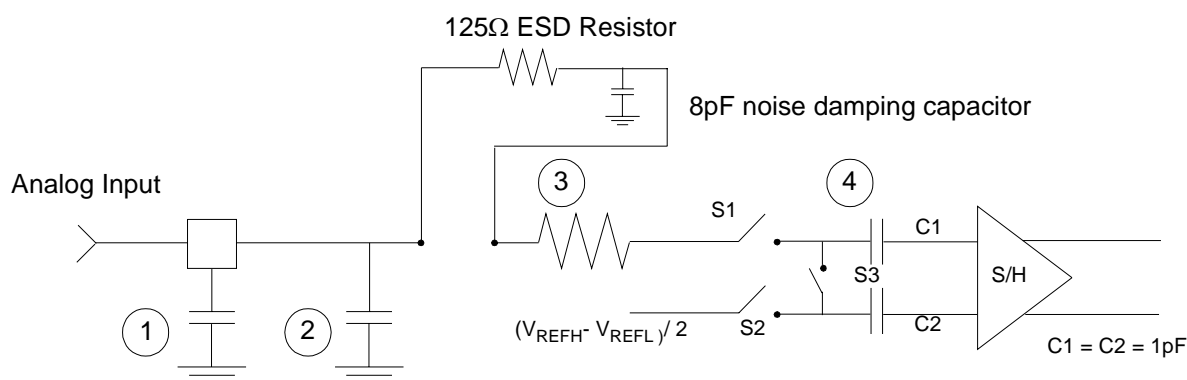 125Ω ESD Resistor
8pF noise damping capacitor
Analog Input
3
4
S1
C1
S3
S/H
1
2
(VREFH- VREFL)/ 2
S2
C2
C1 = C2 = 1pF